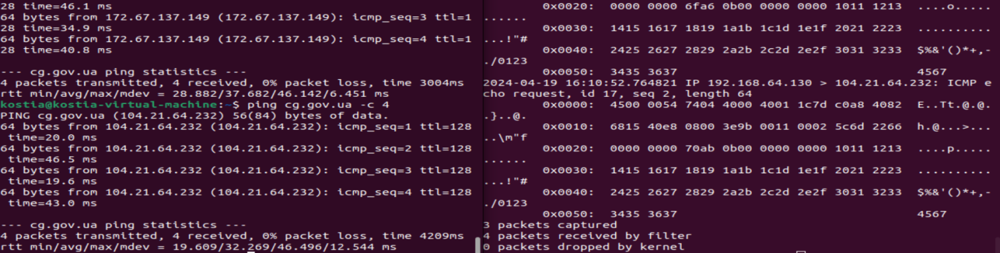 28 time=46.1 ms
64 bytes from 172.67.137.149 (172.67.137.149): icmp_seq=3 ttl=1
28 time=34.9 ms
64 bytes from 172.67.137.149 (172.67.137.149): icmp_seq=4 ttl=1
28 time=40.8 ms
--- cg.gov.ua ping statistics ---
4 packets transmitted, 4 received, 0% packet loss, time 3004ms
rtt min/avg/max/mdev = 28.882/37.682/46.142/6.451 ms
kostia@kostia-virtual-machine:~$ ping cg.gov.ua -c 4
PING cg.gov.ua (104.21.64.232) 56(84) bytes of data.
64 bytes from 104.21.64.232 (104.21.64.232): icmp_seq=1 ttl=128
 time=20.0 ms
64 bytes from 104.21.64.232 (104.21.64.232): icmp_seq=2 ttl=128
 time=46.5 ms
64 bytes from 104.21.64.232 (104.21.64.232): icmp_seq=3 ttl=128
 time=19.6 ms
64 bytes from 104.21.64.232 (104.21.64.232): icmp_seq=4 ttl=128
 time=43.0 ms
--- cg.gov.ua ping statistics ---
4 packets transmitted, 4 received, 0% packet loss, time 4209ms
rtt min/avg/max/mdev = 19.609/32.269/46.496/12.544 ms
0x0020:  0000 0000 6fa6 0b00 0000 0000 1011 1213  ....o.....
......
0x0030:  1415 1617 1819 1a1b 1c1d 1e1f 2021 2223  ..........
...!"#
0x0040:  2425 2627 2829 2a2b 2c2d 2e2f 3031 3233  $%&'()*+,-
./0123
0x0050:  3435 3637  4567
2024-04-19 16:10:52.764821 IP 192.168.64.130 > 104.21.64.232: ICMP e
cho request, id 17, seq 2, length 64
0x0000:  4500 0054 7404 4000 4001 1c7d c0a8 4082  E..Tt.@.@.
.}..@.
0x0010:  6815 40e8 0800 3e9b 0011 0002 5c6d 2266  h.@...>...
..\m"f
0x0020:  0000 0000 70ab 0b00 0000 0000 1011 1213  ....p.....
......
0x0030:  1415 1617 1819 1a1b 1c1d 1e1f 2021 2223  ..........
...!"#
0x0040:  2425 2627 2829 2a2b 2c2d 2e2f 3031 3233  $%&'()*+,-
./0123
0x0050:  3435 3637  4567
3 packets captured
4 packets received by filter
0 packets dropped by kernel